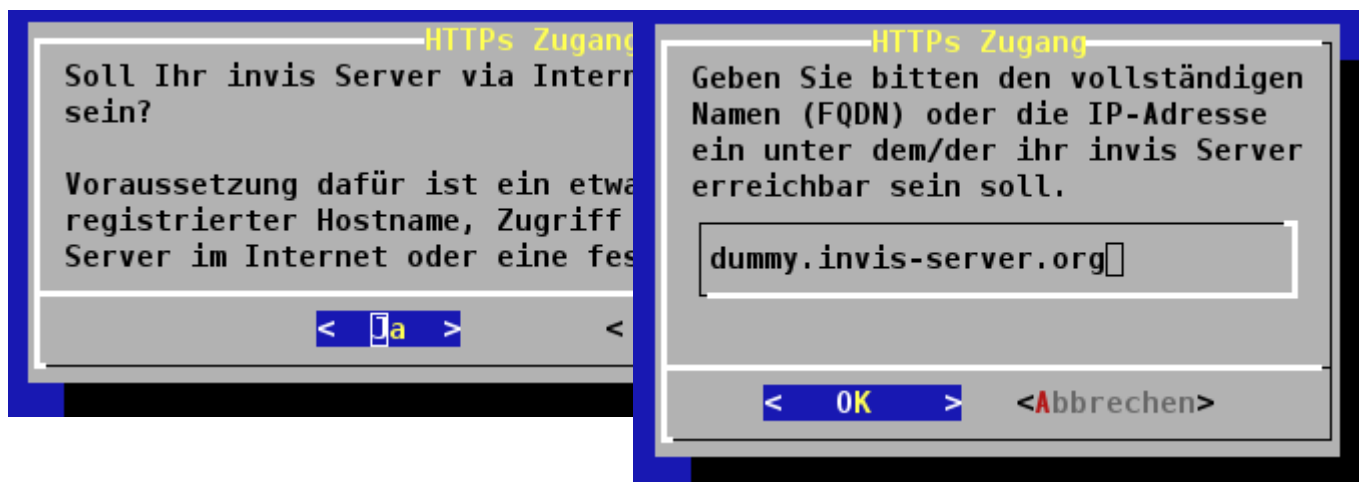 HTTPs Zugang
Soll Ihr invis Server via Intern
sein?
Voraussetzung dafür ist ein etwa
registrierter Hostname, Zugriff
Server im Internet oder eine fes
< Ja > <
HTTPs Zugang
Geben Sie bitten den vollständigen
Namen (FQDN) oder die IP-Adresse
ein unter dem/der ihr invis Server
erreichbar sein soll.
dummy.invis-server.org
< OK > <Abbrechen>